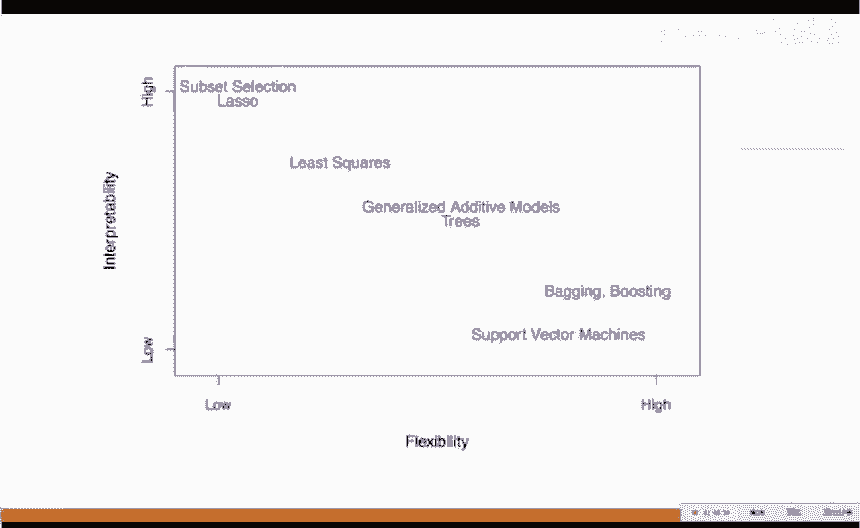 High
Subset Selection
Lasso
Least Squares
Interpretability
Generalized Additive Models
Trees
Bagging, Boosting
Support Vector Machines
Low
Low
High
Flexibility